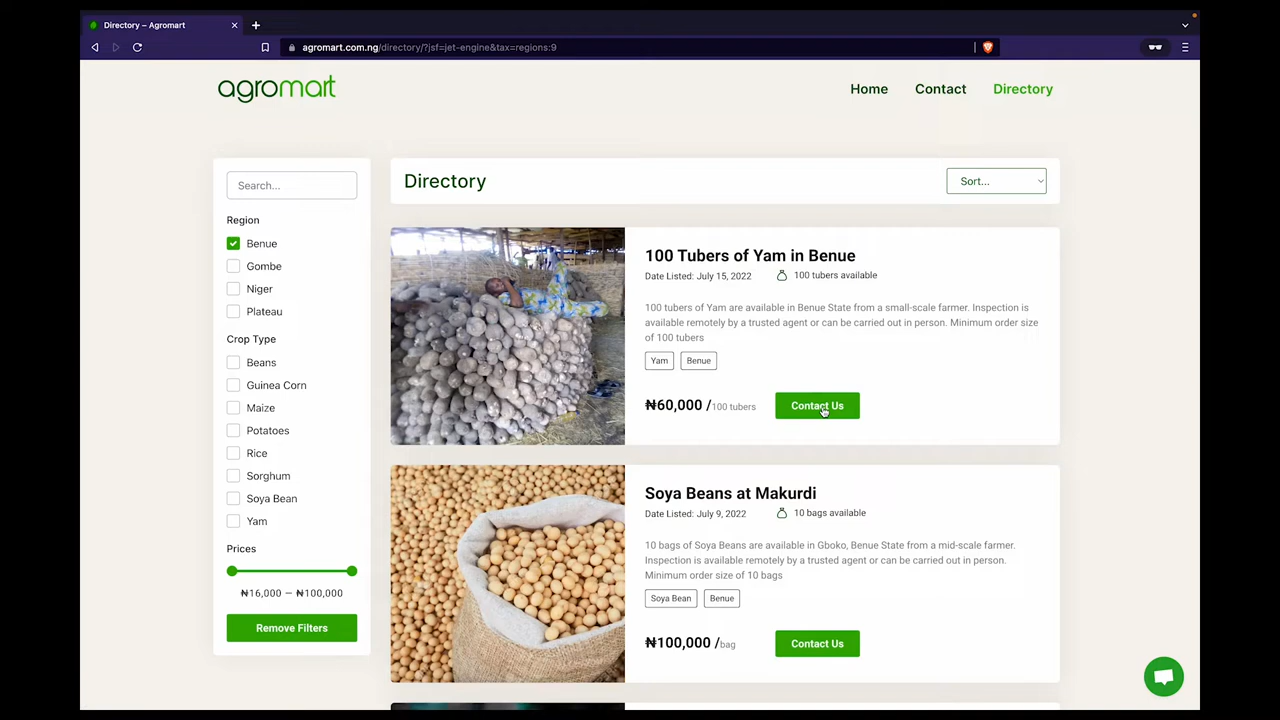 Directory – Agromart
agromart.com.ng/directory/?jsf=jet-engine&tax=regions:9
agromart
Home
Contact
Directory
Search...
Region
Benue
Gombe
Niger
Plateau
Crop Type
Beans
Guinea Corn
Maize
Potatoes
Rice
Sorghum
Soya Bean
Yam
Prices
₦16,000 — ₦100,000
Remove Filters
Directory
Sort...
100 Tubers of Yam in Benue
Date Listed: July 15, 2022
100 tubers available
100 tubers of Yam are available in Benue State from a small-scale farmer. Inspection is
available remotely by a trusted agent or can be carried out in person. Minimum order size
of 100 tubers
Yam
Benue
₦60,000 /100 tubers
Contact Us
Soya Beans at Makurdi
Date Listed: July 9, 2022
10 bags available
10 bags of Soya Beans are available in Gboko, Benue State from a mid-scale farmer.
Inspection is available remotely by a trusted agent or can be carried out in person.
Minimum order size of 10 bags
Soya Bean
Benue
₦100,000 /bag
Contact Us